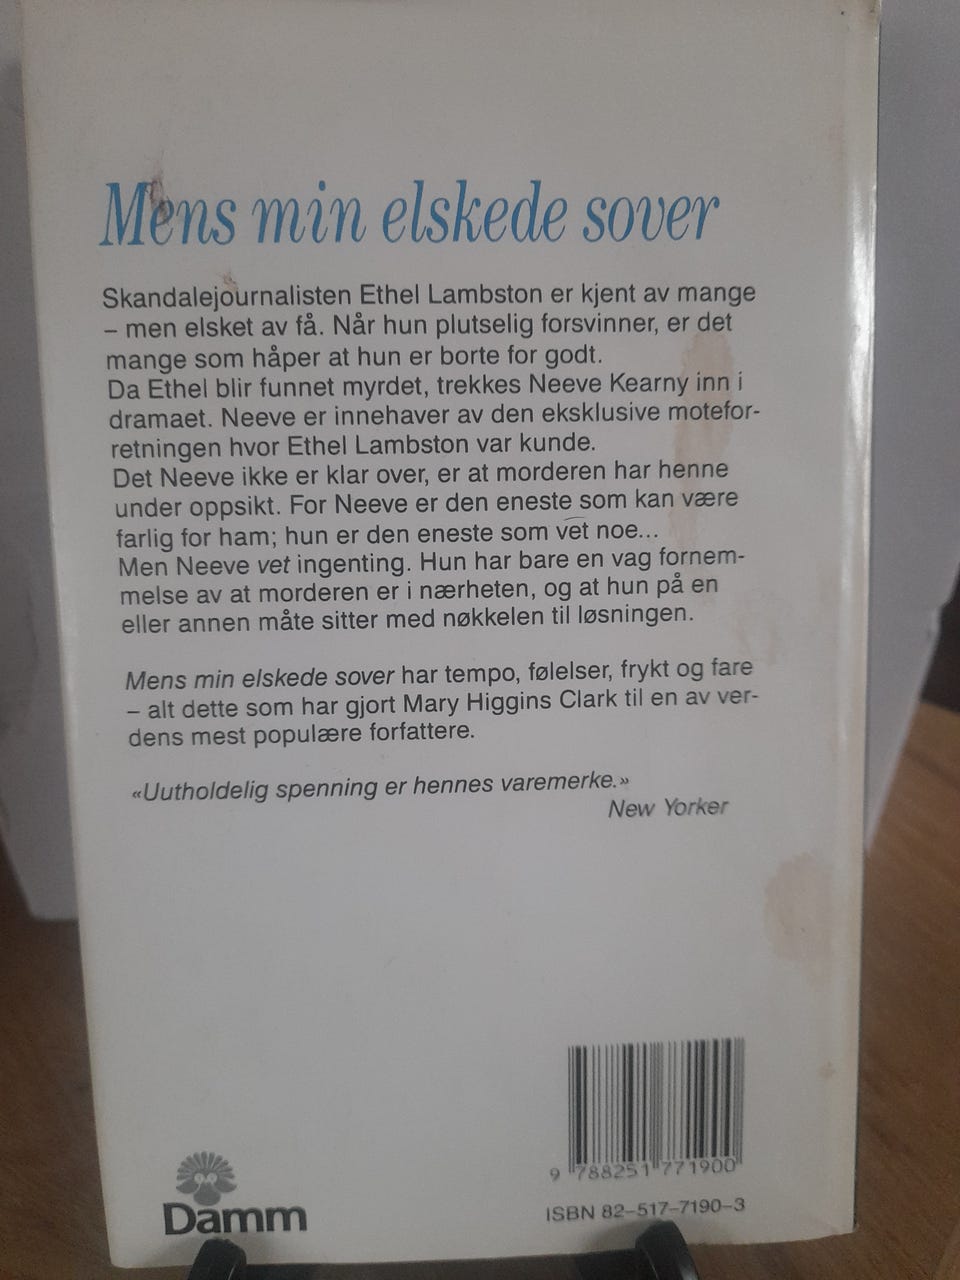 Mens min elskede sover
Skandalejournalisten Ethel Lambston er kjent av mange
– men elsket av få. Når hun plutselig forsvinner, er det
mange som håper at hun er borte for godt.
Da Ethel blir funnet myrdet, trekkes Neeve Kearny inn i
dramaet. Neeve er innehaver av den eksklusive motefor-
retningen hvor Ethel Lambston var kunde.
Det Neeve ikke er klar over, er at morderen har henne
under oppsikt. For Neeve er den eneste som kan være
farlig for ham; hun er den eneste som vet noe...
Men Neeve vet ingenting. Hun har bare en vag fornem-
melse av at morderen er i nærheten, og at hun på en
eller annen måte sitter med nøkkelen til løsningen.
Mens min elskede sover har tempo, følelser, frykt og fare
– alt dette som har gjort Mary Higgins Clark til en av ver-
dens mest populære forfattere.
«Uutholdelig spenning er hennes varemerke.»
New Yorker
9 788251 771900
ISBN 82–517–7190–3
Damm